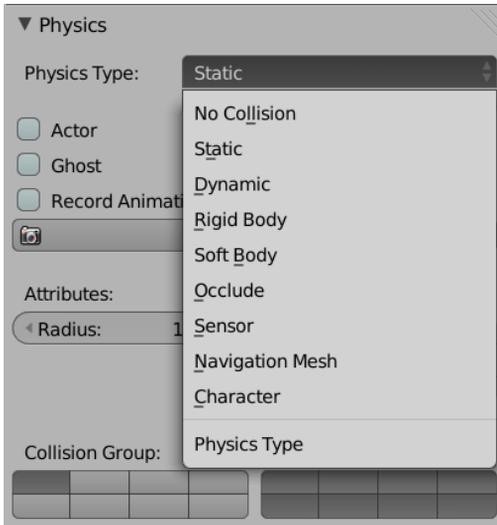 Physics
Physics Type: Static
No Collision
Static
Dynamic
Actor
Ghost
Rigid Body
Record Animati
Soft Body
Occlude
Attributes:
Sensor
Radius: 1
Navigation Mesh
Character
Physics Type
Collision Group: